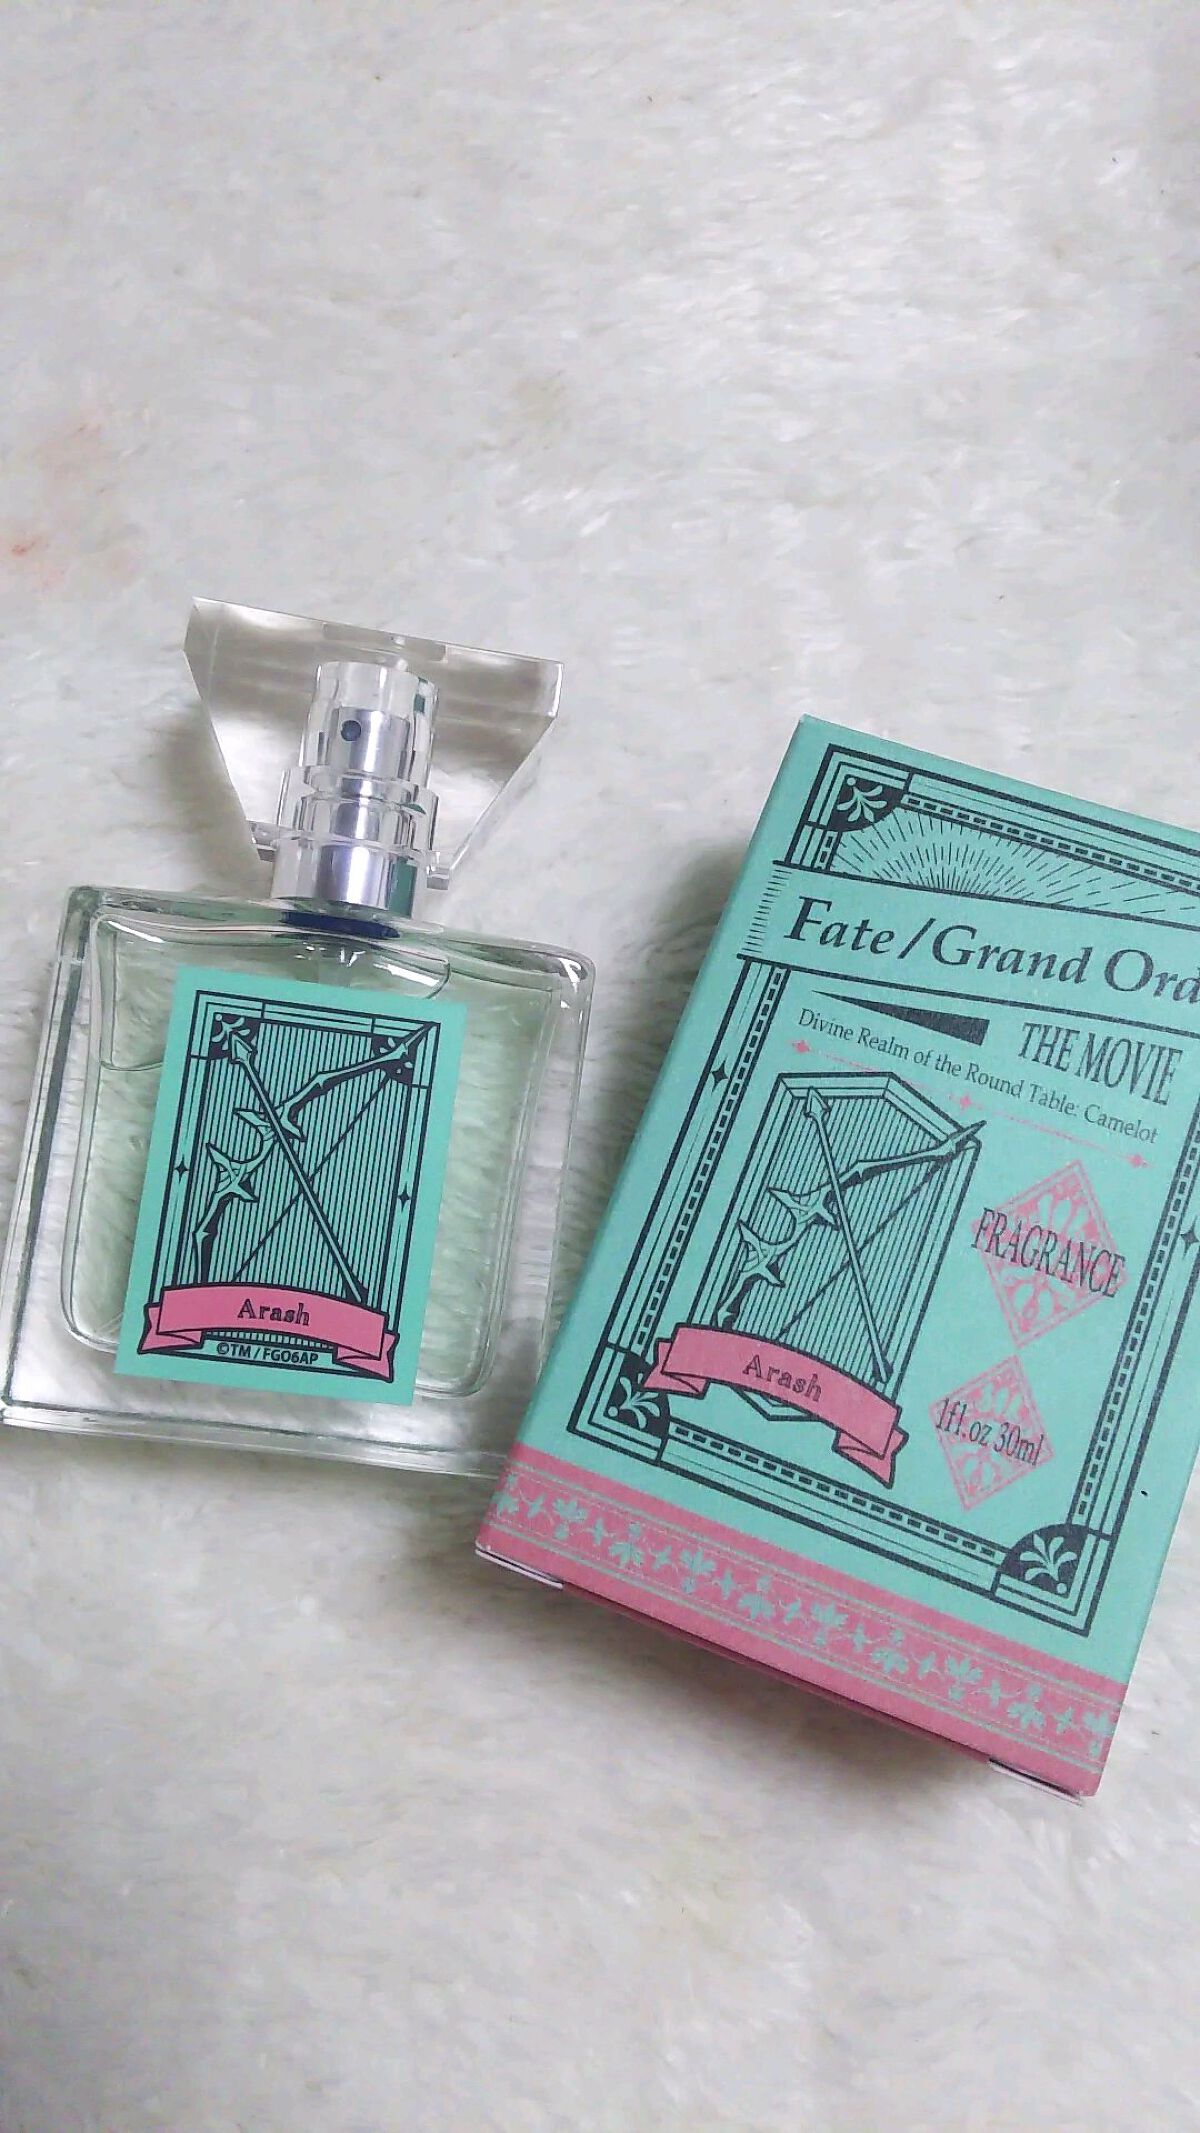 Arash
©TM / FGO6AP
Fate/Grand Ord
THE MOVIE
Divine Realm of the Round Table: Camelot
FRAGRANCE
Arash
1fl.oz 30ml